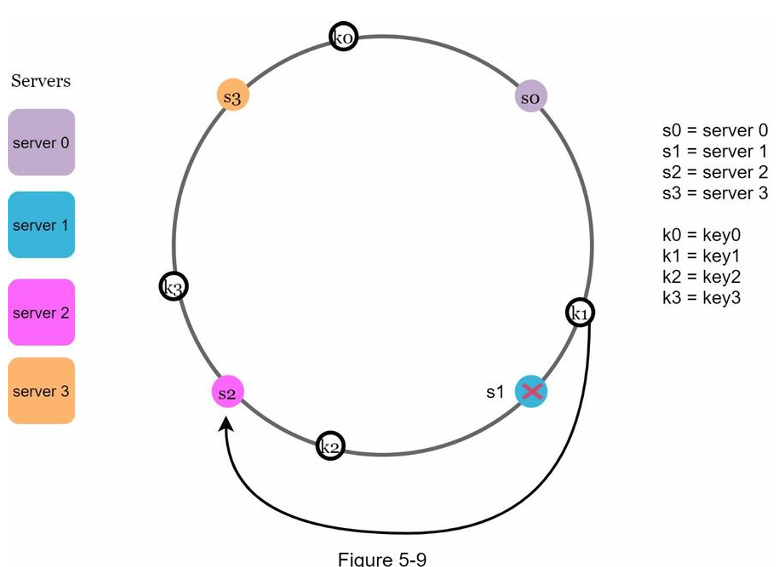 Servers
server 0
server 1
server 2
server 3
k0
s3
s0
k3
k1
s2
s1
k2
s0 = server 0
s1 = server 1
s2 = server 2
s3 = server 3
k0 = key0
k1 = key1
k2 = key2
k3 = key3
Figure 5-9